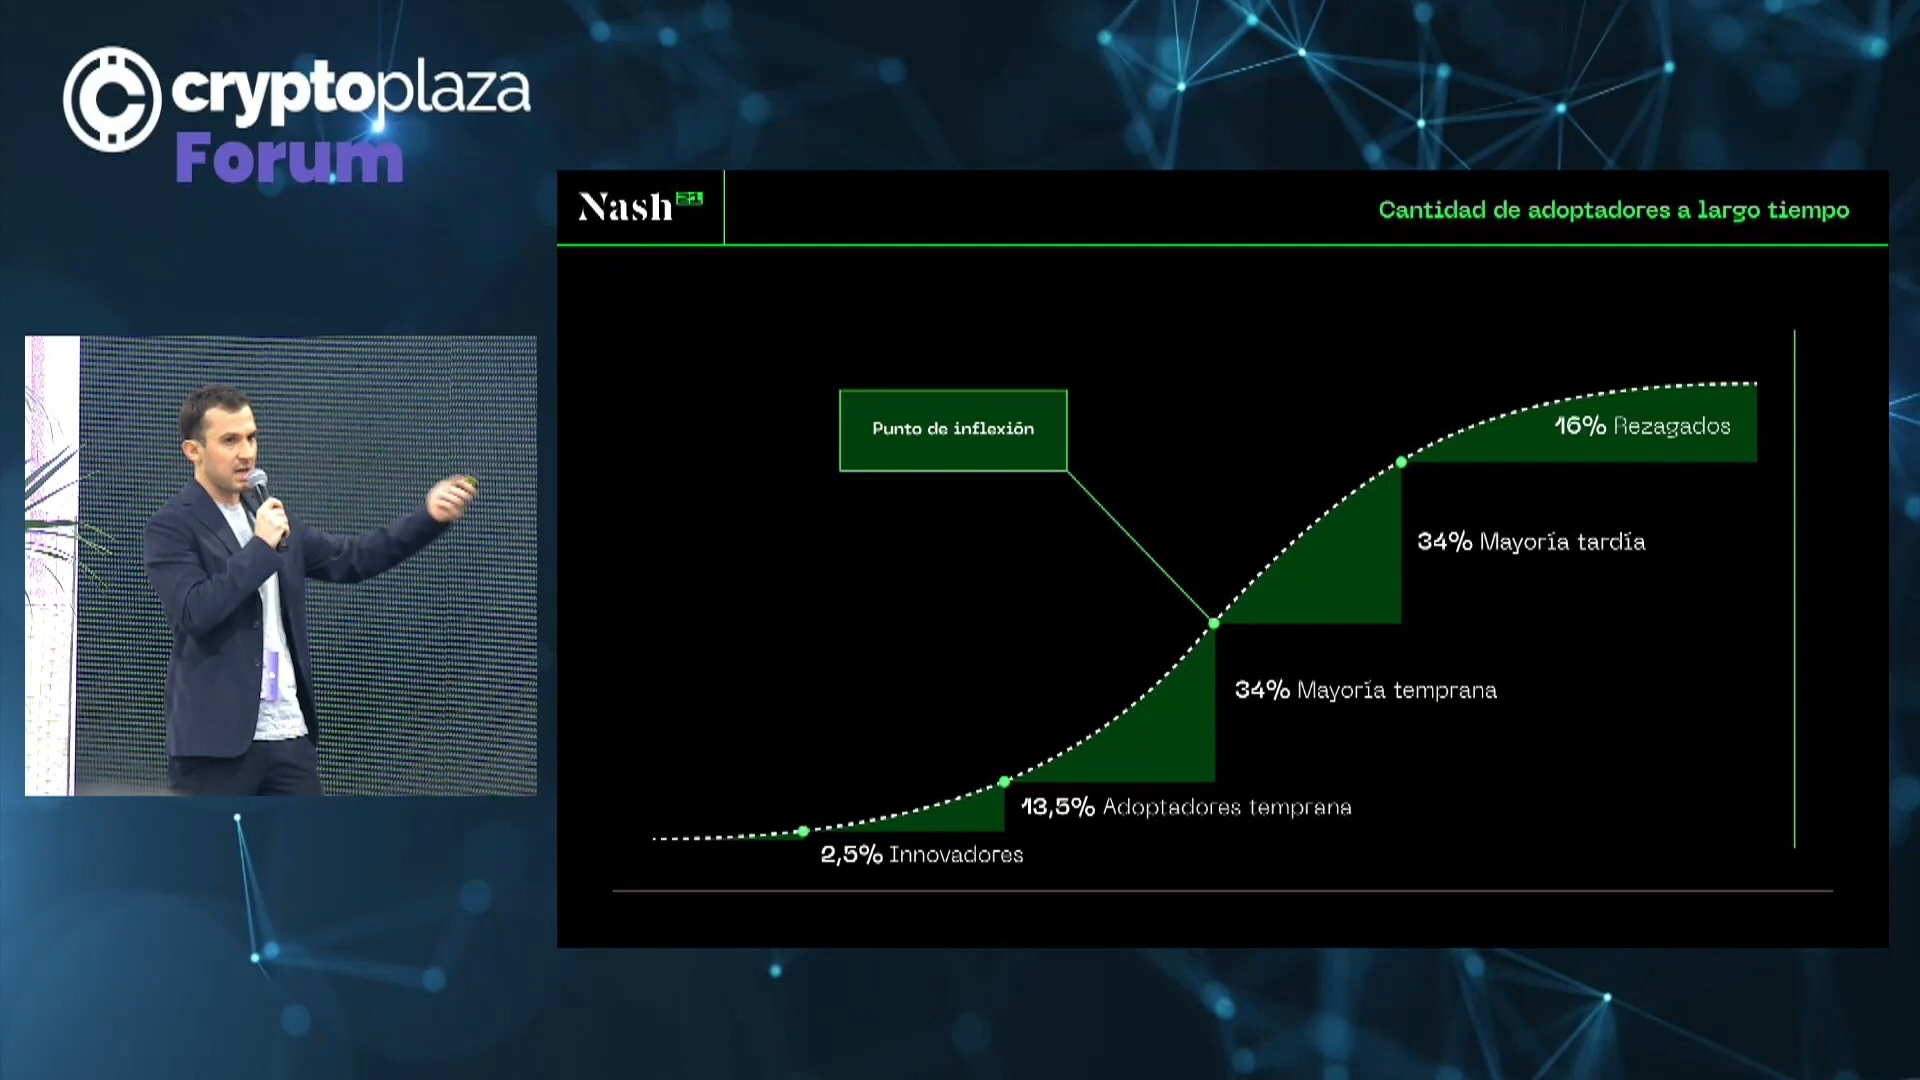 cryptoplaza
Forum
Nash 21
Cantidad de adoptadores a largo tiempo
Punto de inflexión
16% Rezagados
34% Mayoría tardía
34% Mayoría temprana
13,5% Adoptadores temprana
2,5% Innovadores